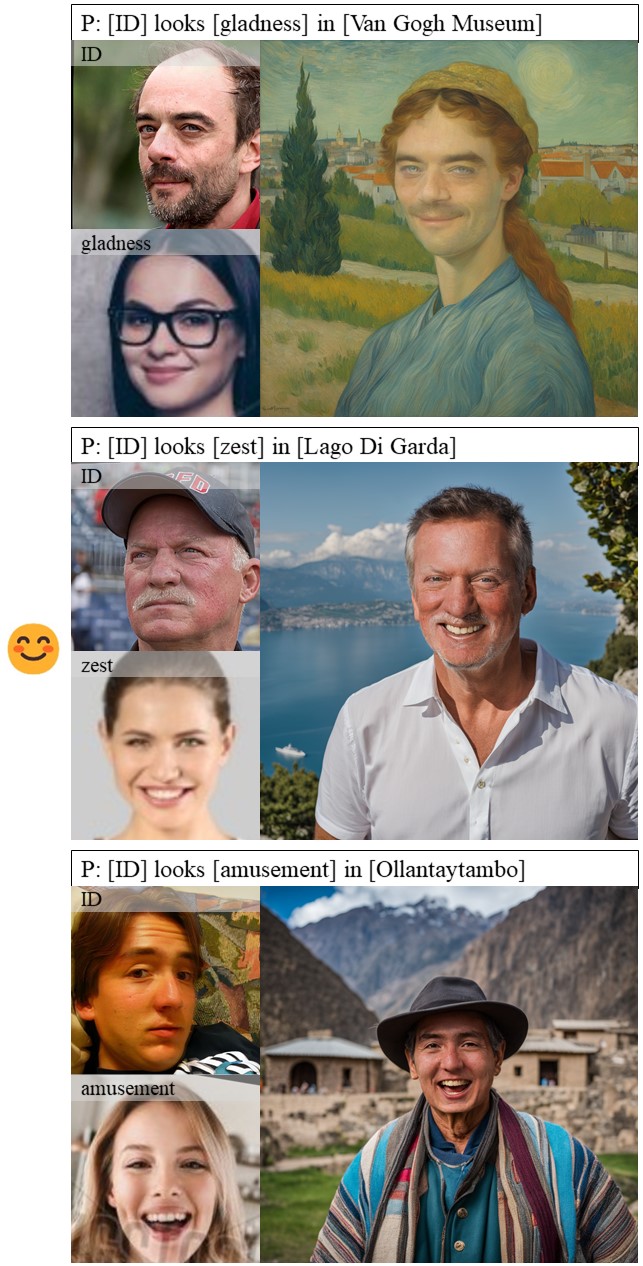 P: [ID] looks [gladness] in [Van Gogh Museum]
ID
gladness
P: [ID] looks [zest] in [Lago Di Garda]
ID
zest
P: [ID] looks [amusement] in [Ollantaytambo]
ID
amusement